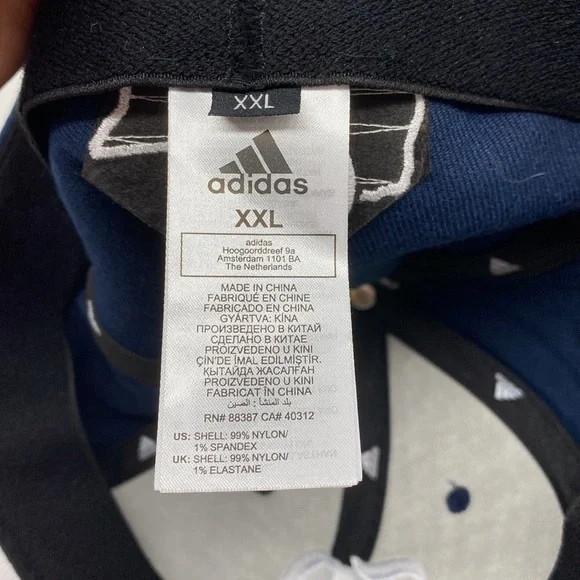 XXL
adidas
XXL
adidas
Hoogoorddreef 9a
Amsterdam 1101 BA
The Netherlands
MADE IN CHINA
FABRIQUÉ EN CHINE
FABRICADO EN CHINA
GYÁRTVA: KÍNA
ПРОИЗВЕДЕНО В КИТАЙ
СДЕЛАНО В КИТАЕ
PROIZVEDENO U KINI
ÇİN'DE İMAL EDİLMİŞTİR.
ҚЫТАЙДА ЖАСАЛҒАН
PROIZVEDENO U KINI
FABRICAT ÎN CHINA
بلد المنشأ: الصين
RN# 88387 CA# 40312
US: SHELL: 99% NYLON/
1% SPANDEX
UK: SHELL: 99% NYLON/
1% ELASTANE